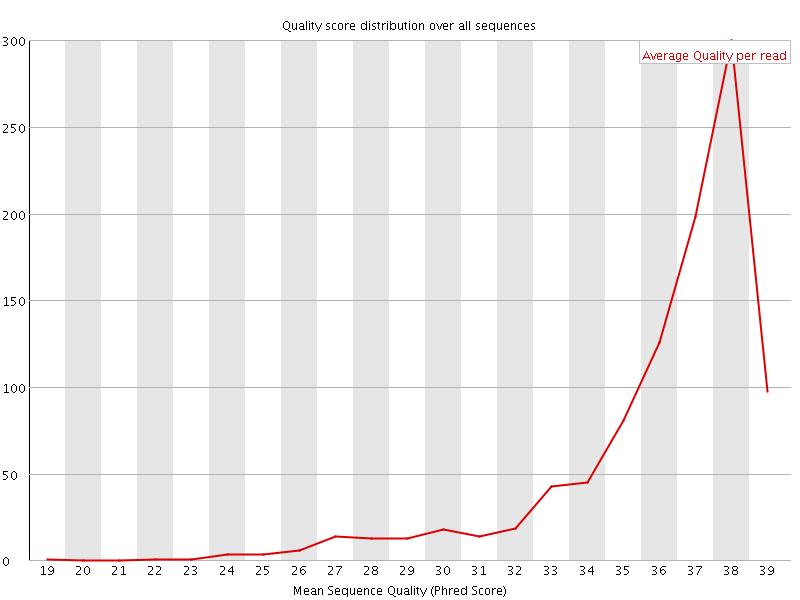 Quality score distribution over all sequences
Average Quality per read
300
250
200
150
100
50
0
19 20 21 22 23 24 25 26 27 28 29 30 31 32 33 34 35 36 37 38 39
Mean Sequence Quality (Phred Score)